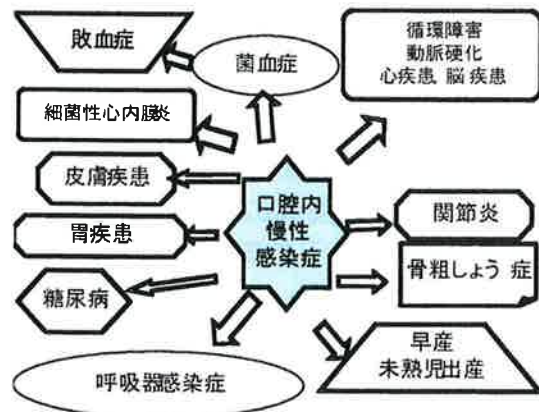 敗血症
菌血症
循環障害
動脈硬化
心疾患、脳疾患
細菌性心内膜炎
皮膚疾患
口腔内
慢性
感染症
関節炎
胃疾患
骨粗しょう 症
糖尿病
早産
未熟児出産
呼吸器感染症